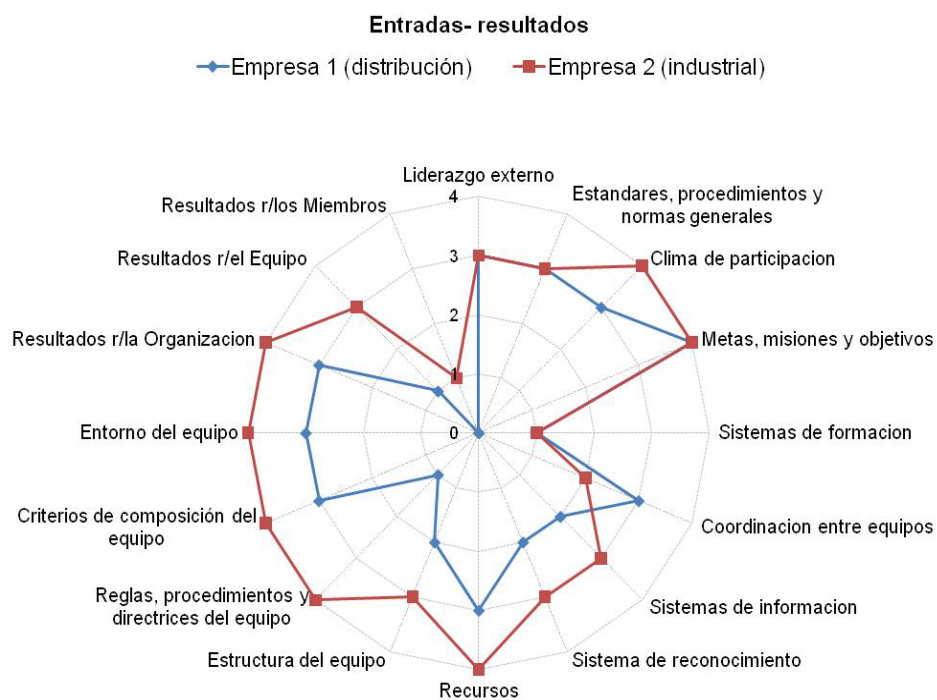 Entradas- resultados
Empresa 1 (distribución)
Empresa 2 (industrial)
Liderazgo externo
Estandares, procedimientos y
normas generales
Clima de participacion
Metas, misiones y objetivos
Sistemas de formacion
Coordinacion entre equipos
Sistemas de informacion
Sistema de reconocimiento
Recursos
Estructura del equipo
Reglas, procedimientos y
directrices del equipo
Criterios de composición del
equipo
Entorno del equipo
Resultados r/la Organizacion
Resultados r/el Equipo
Resultados r/los Miembros
4
3
2
1
0